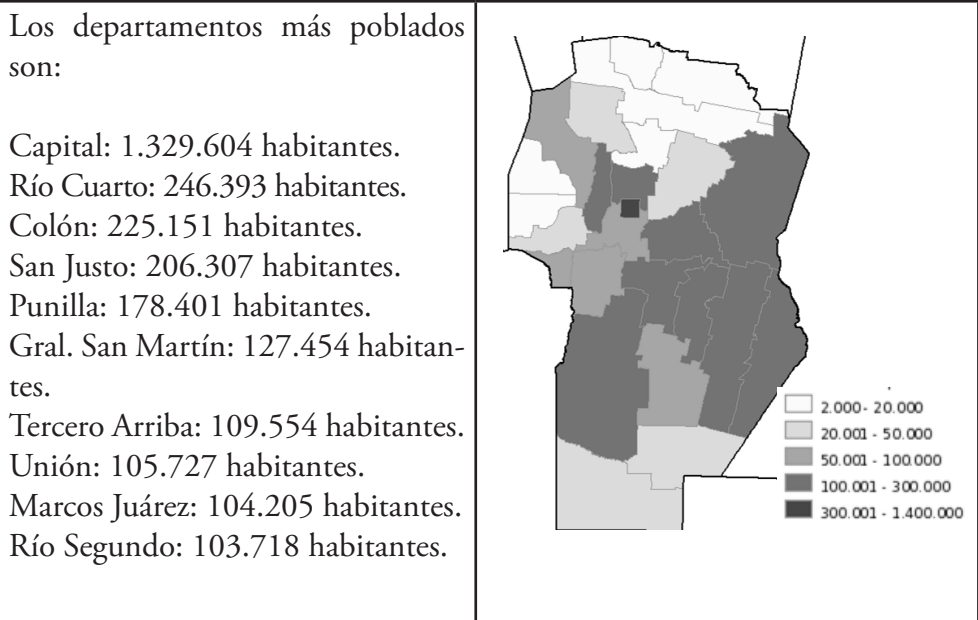 Los departamentos más poblados
son:
Capital: 1.329.604 habitantes.
Río Cuarto: 246.393 habitantes.
Colón: 225.151 habitantes.
San Justo: 206.307 habitantes.
Punilla: 178.401 habitantes.
Gral. San Martín: 127.454 habitan-
tes.
Tercero Arriba: 109.554 habitantes.
Unión: 105.727 habitantes.
Marcos Juárez: 104.205 habitantes.
Río Segundo: 103.718 habitantes.
2.000- 20.000
20.001 - 50.000
50.001 - 100.000
100.001 - 300.000
300.001 - 1.400.000